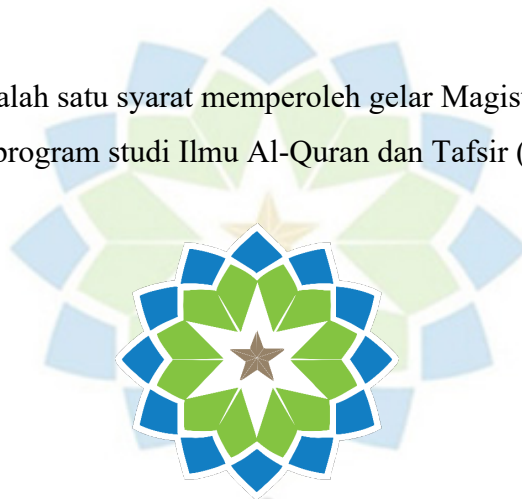 alah satu syarat memperoleh gelar Magist
program studi Ilmu Al-Quran dan Tafsir (